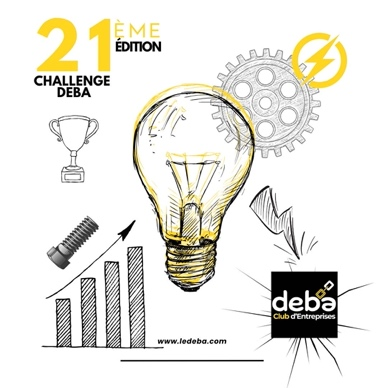 21ÈME
ÉDITION
CHALLENGE
DEBA
deba
Club d'Entreprises
www.ledeba.com